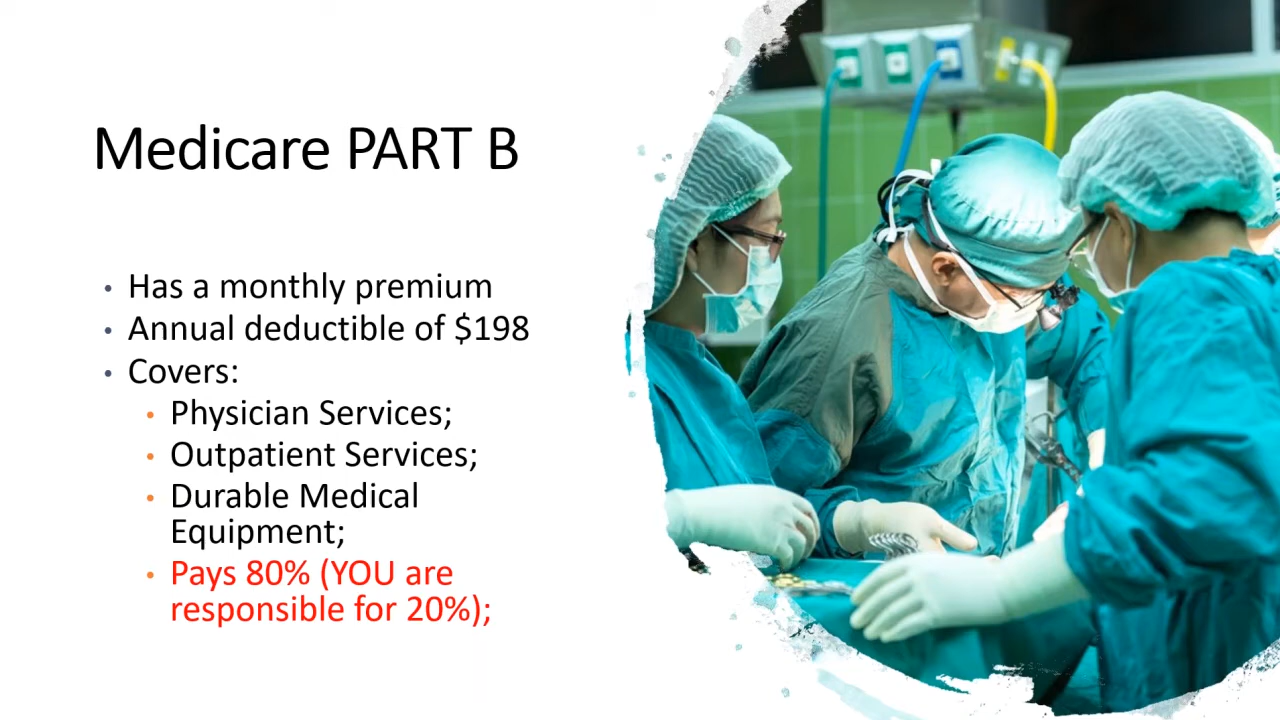 Medicare PART B
• Has a monthly premium
• Annual deductible of $198
• Covers:
• Physician Services;
• Outpatient Services;
• Durable Medical
Equipment;
• Pays 80% (YOU are
responsible for 20%);